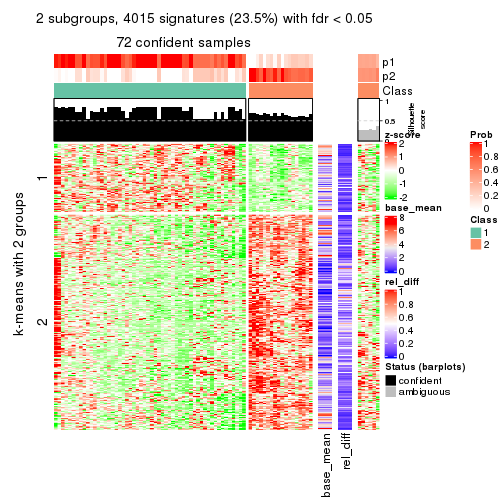 2 subgroups, 4015 signatures (23.5%) with fdr < 0.05
72 confident samples
p1
p2
Class
1
0.5
0
Silhouette
score
k-means with 2 groups
1
2
base_mean
rel_diff
z-score
2
1
0
-1
-2
base_mean
8
6
4
2
0
rel_diff
1
0.8
0.6
0.4
0.2
0
Status (barplots)
confident
ambiguous
Prob
1
0.8
0.6
0.4
0.2
0
Class
1
2